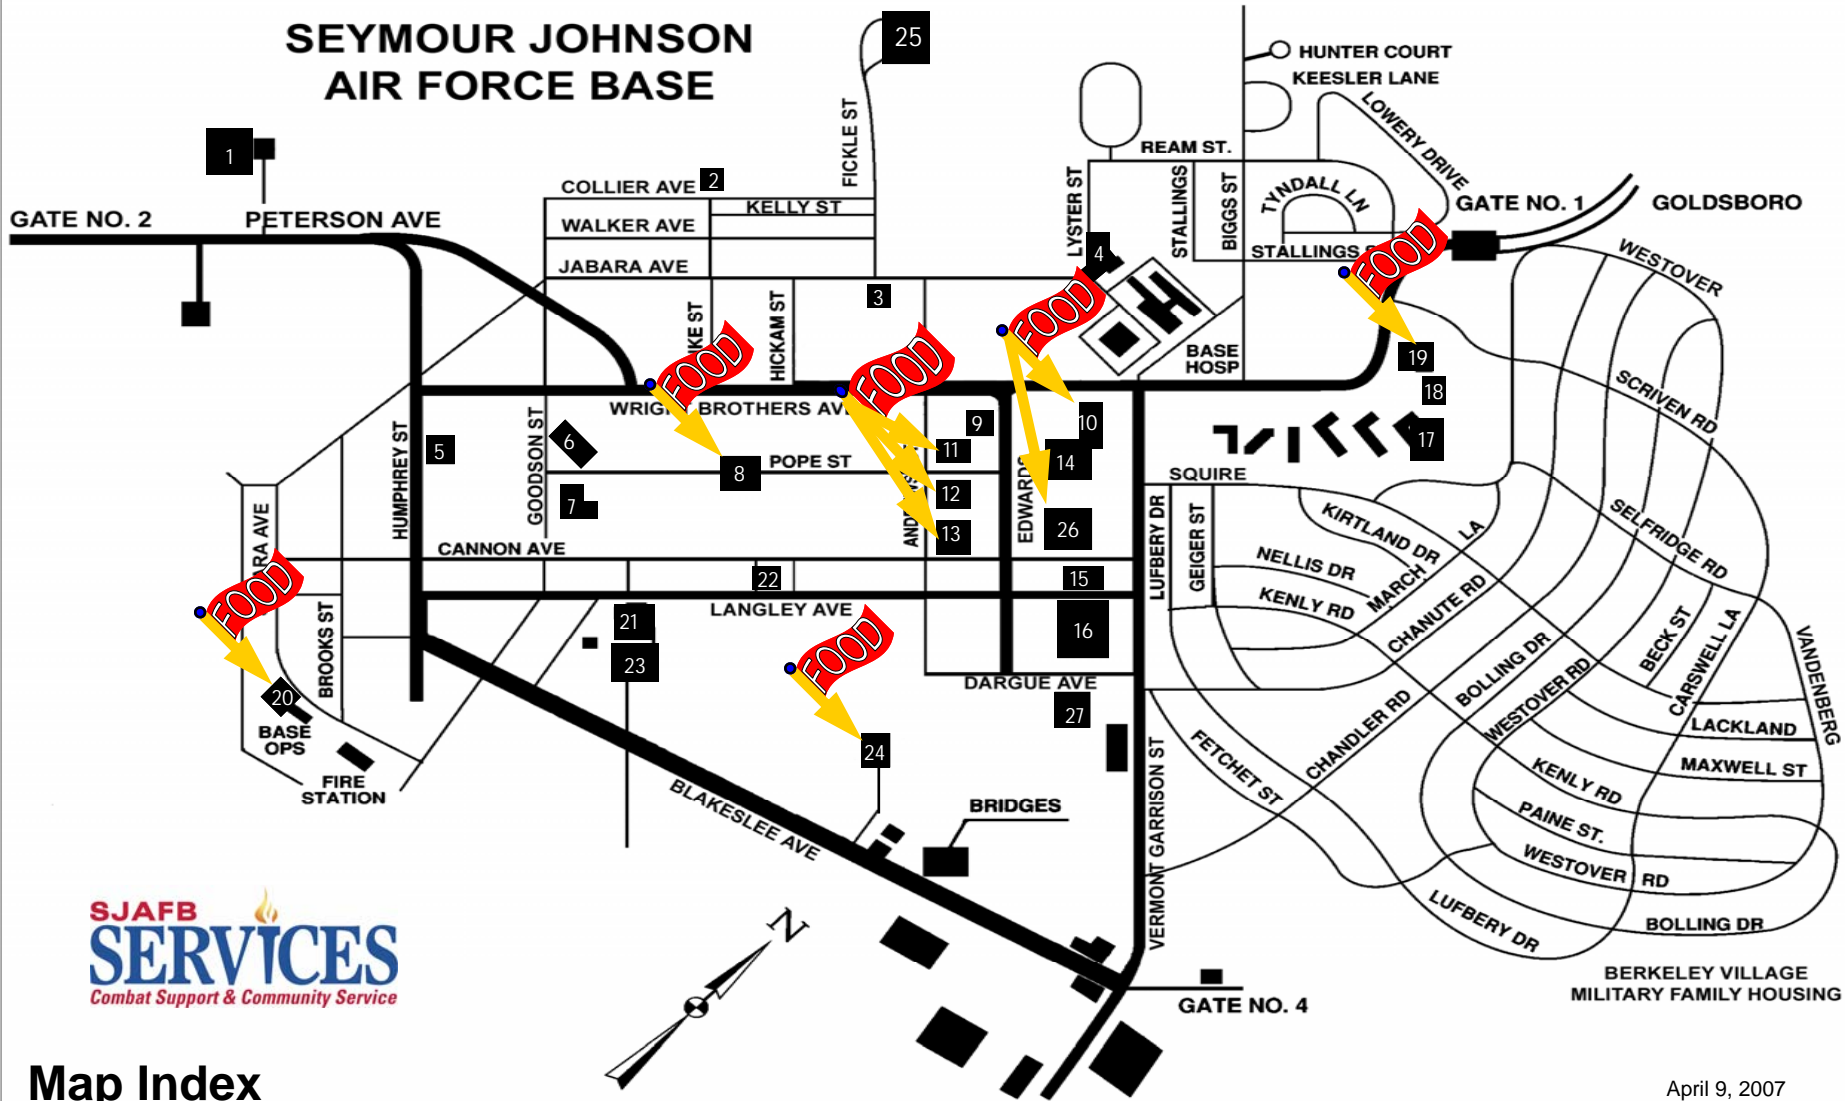 SEYMOUR JOHNSON
AIR FORCE BASE
25
HUNTER COURT
KEESLER LANE
LOWERY DRIVE
FICKLE ST
1
REAM ST.
COLLIER AVE
2
KELLY ST
LYSTER ST
STALLINGS
BIGGS ST
TYNDALL LN
GATE NO. 1
GOLDSBORO
GATE NO. 2
PETERSON AVE
WALKER AVE
4
STALLINGS
FOOD
WESTOVER
JABARA AVE
3
FOOD
HICKAM ST
FOOD
FOOD
BASE
HOSP
19
18
SCRIVEN RD
WRIGHT BROTHERS AVE
9
10
17
HUMPHREY ST
5
GOODSON ST
6
11
14
8
POPE ST
EDWARDS
SQUIRE
7
12
13
26
LUFBERY DR
GEIGER ST
KIRTLAND DR
SELFRIDGE RD
CANNON AVE
NELLIS DR
MARCH LA
FOOD
22
15
KENLY RD
CHANUTE RD
BECK ST
CARSWELL LA
VANDENBERG
LANGLEY AVE
BROOKS ST
21
FOOD
16
BOLLING DR
23
DARGUE AVE
WESTOVER RD
20
BASE
OPS
27
CHANDLER RD
LACKLAND
24
FETCHET ST
VERMONT GARRISON ST
KENLY RD
MAXWELL ST
FIRE
STATION
BLAKESLEE AVE
BRIDGES
PAINE ST.
WESTOVER RD
LUFBERY DR
BOLLING DR
SJAFB
SERVICES
Combat Support & Community Service
N
GATE NO. 4
BERKELEY VILLAGE
MILITARY FAMILY HOUSING
Map Index
April 9, 2007